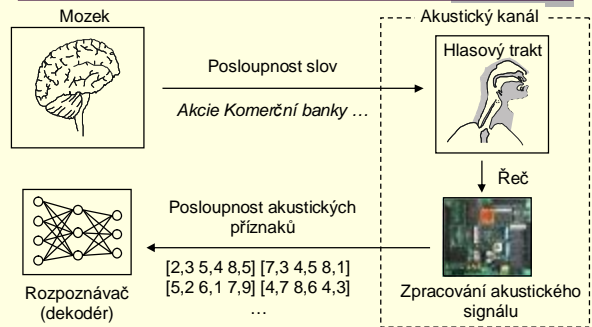 Mozek
Akustický kanál
Hlasový trakt
Posloupnost slov
Akcie Komerční banky …
Řeč
Posloupnost akustických
příznaků
[2,3 5,4 8,5] [7,3 4,5 8,1]
[5,2 6,1 7,9] [4,7 8,6 4,3]
…
Rozpoznávač
(dekodér)
Zpracování akustického
signálu